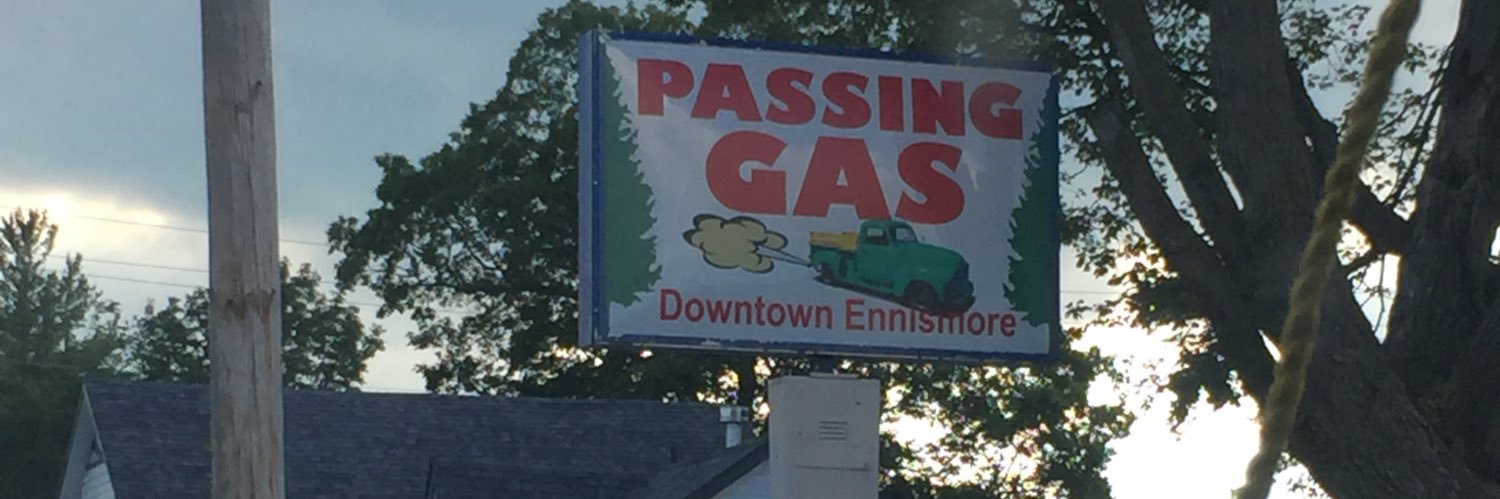 PASSING
GAS
Downtown Ennismore